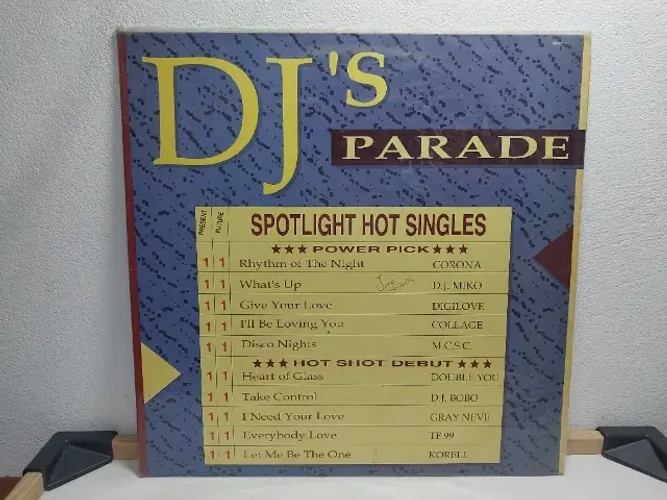 DJ'S
PARADE
PRESENT FUTURE SPOTLIGHT HOT SINGLES
★★★ POWER PICK ★★★
1 1 Rhythm of The Night CORONA
1 1 What's Up D.J. MIKO
1 1 Give Your Love DIGILOVE
1 1 I'll Be Loving You COLLAGE
1 1 Disco Nights M.C.S.C.
★★★ HOT SHOT DEBUT ★★★
1 1 Heart of Glass DOUBLE YOU
1 1 Take Control D.J. BOBO
1 1 I Need Your Love GRAY NEVE
1 1 Everybody Love TF 99
1 1 Let Me Be The One KORELL